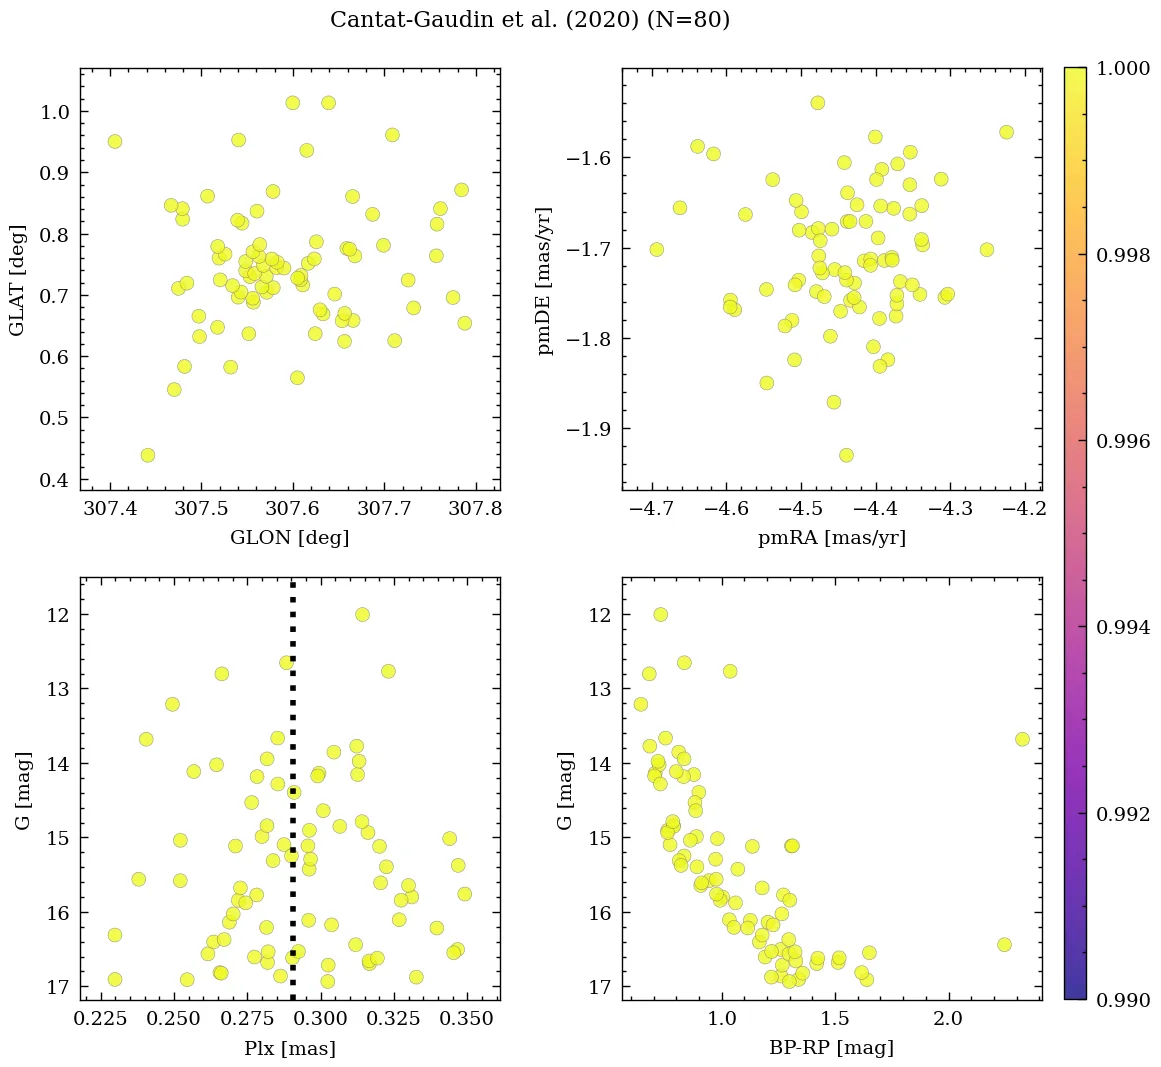 Cantat-Gaudin et al. (2020) (N=80)
GLAT [deg]
1.0
0.9
0.8
0.7
0.6
0.5
0.4
307.4 307.5 307.6 307.7 307.8
GLON [deg]
pmDE [mas/yr]
−1.6
−1.7
−1.8
−1.9
−4.7 −4.6 −4.5 −4.4 −4.3 −4.2
pmRA [mas/yr]
G [mag]
12
13
14
15
16
17
0.225 0.250 0.275 0.300 0.325 0.350
Plx [mas]
G [mag]
12
13
14
15
16
17
1.0 1.5 2.0
BP-RP [mag]
1.000
0.998
0.996
0.994
0.992
0.990